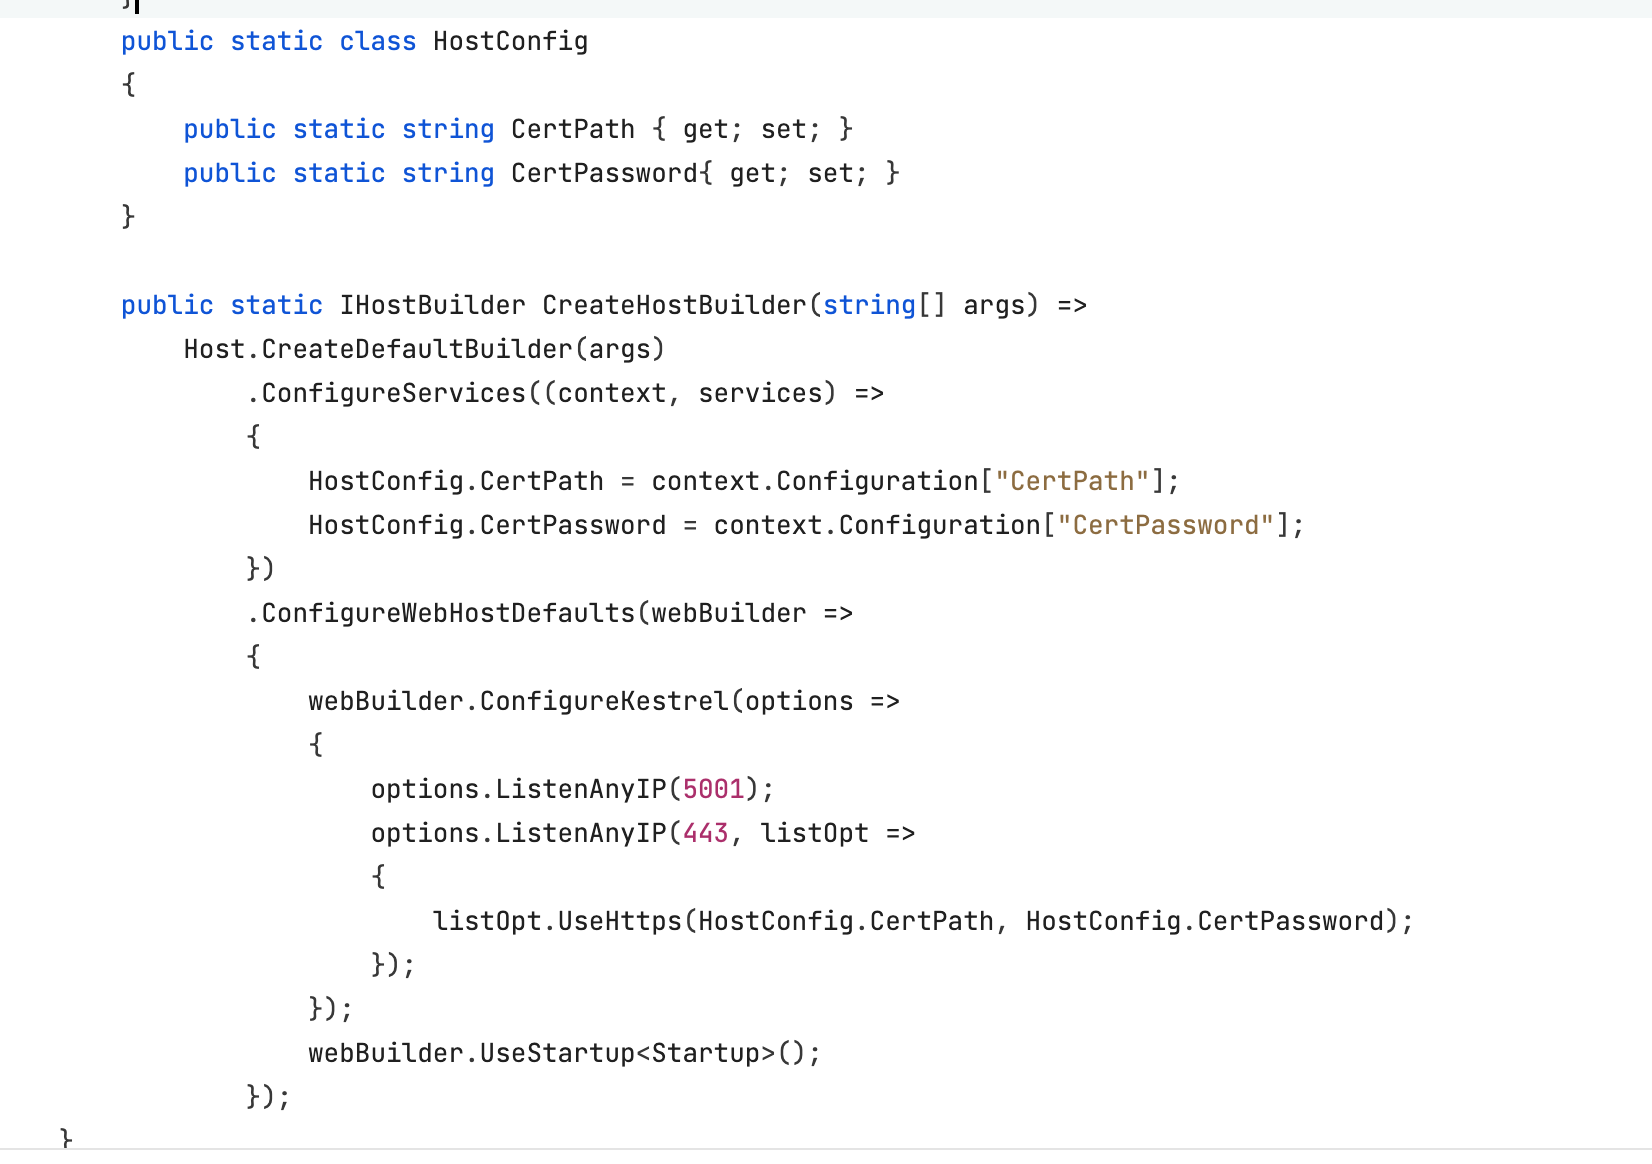 }
public static class HostConfig
{
    public static string CertPath { get; set; }
    public static string CertPassword{ get; set; }
}

public static IHostBuilder CreateHostBuilder(string[] args) =>
    Host.CreateDefaultBuilder(args)
        .ConfigureServices((context, services) =>
        {
            HostConfig.CertPath = context.Configuration["CertPath"];
            HostConfig.CertPassword = context.Configuration["CertPassword"];
        })
        .ConfigureWebHostDefaults(webBuilder =>
        {
            webBuilder.ConfigureKestrel(options =>
            {
                options.ListenAnyIP(5001);
                options.ListenAnyIP(443, listOpt =>
                {
                    listOpt.UseHttps(HostConfig.CertPath, HostConfig.CertPassword);
                });
            });
            webBuilder.UseStartup<Startup>();
        });
}